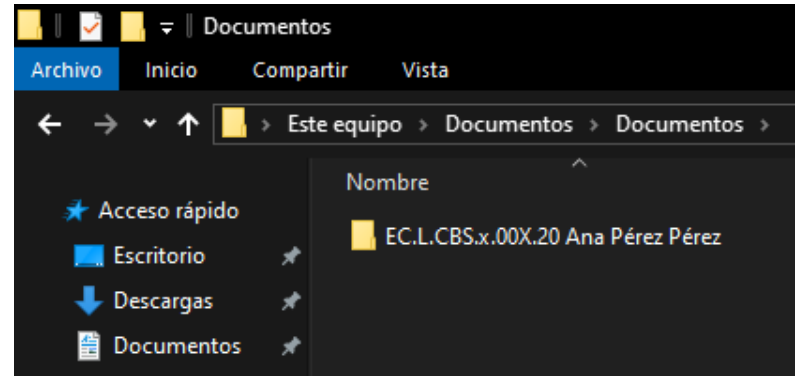 Documentos
Archivo Inicio Compartir Vista
Este equipo > Documentos > Documentos >
Nombre
Acceso rápido
EC.L.CBS.x.00X.20 Ana Pérez Pérez
Escritorio
Descargas
Documentos